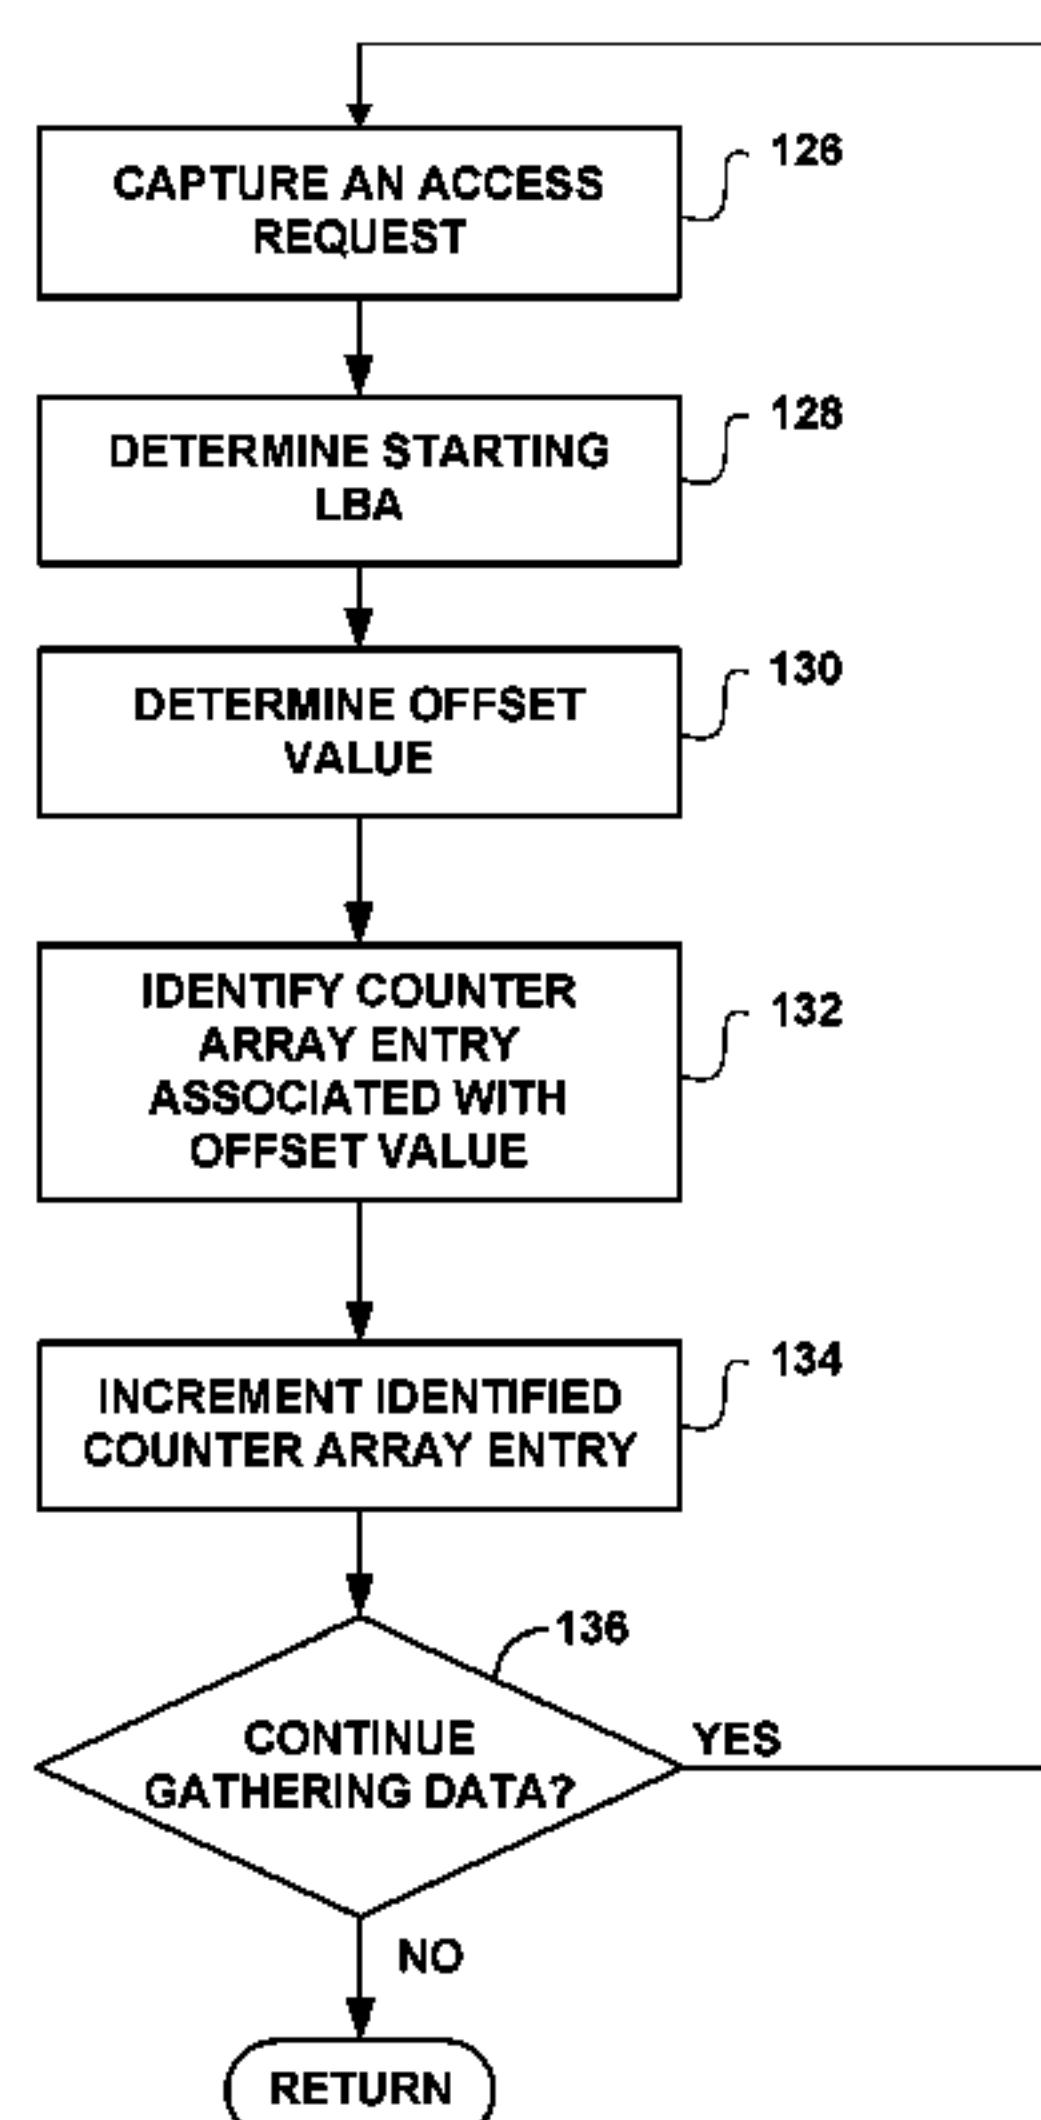 CAPTURE AN ACCESS
REQUEST
126
DETERMINE STARTING
LBA
128
DETERMINE OFFSET
VALUE
130
IDENTIFY COUNTER
ARRAY ENTRY
ASSOCIATED WITH
OFFSET VALUE
132
INCREMENT IDENTIFIED
COUNTER ARRAY ENTRY
134
136
CONTINUE
GATHERING DATA?
YES
NO
RETURN